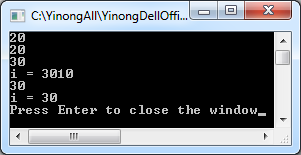 C:\YinongAll\YinongDellOffi...
20
20
30
i = 3010
30
i = 30
Press Enter to close the window_